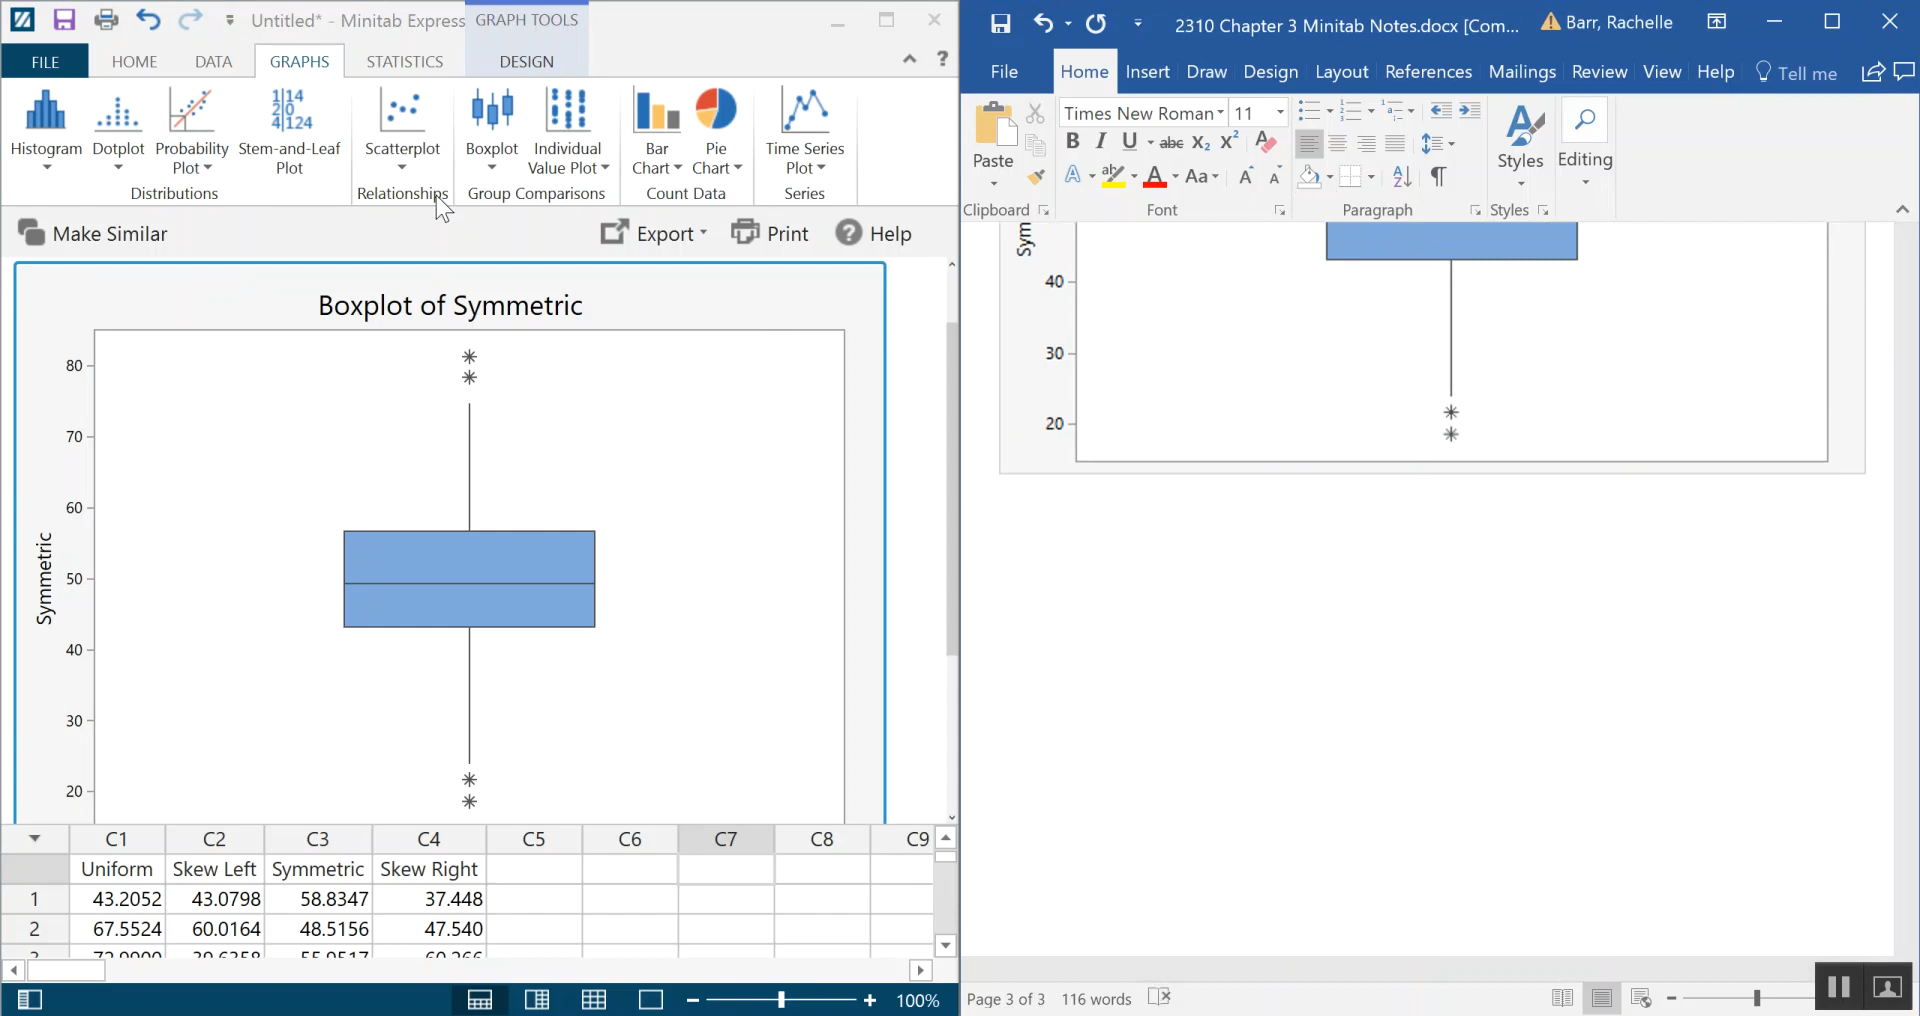 Untitled* - Minitab Express
GRAPH TOOLS
FILE HOME DATA GRAPHS STATISTICS DESIGN
?
Histogram Dotplot Probability Plot Stem-and-Leaf Plot
Distributions
Scatterplot
Relationships
Boxplot Individual Value Plot
Group Comparisons
Bar Chart Pie Chart
Count Data
Time Series Plot
Series
Make Similar Export Print ? Help
Boxplot of Symmetric
80
70
60
50
40
30
20
Symmetric
C1 C2 C3 C4 C5 C6 C7 C8 C9
Uniform Skew Left Symmetric Skew Right
1 43.2052 43.0798 58.8347 37.448
2 67.5524 60.0164 48.5156 47.540
100%
2310 Chapter 3 Minitab Notes.docx [Com... Barr, Rachelle
File Home Insert Draw Design Layout References Mailings Review View Help Tell me
Paste
Clipboard
Times New Roman 11
B I U abc X₂ X²
A ab A Aa A A
Font
Paragraph
Styles
Styles
Editing
Sym
40
30
20
Page 3 of 3 116 words